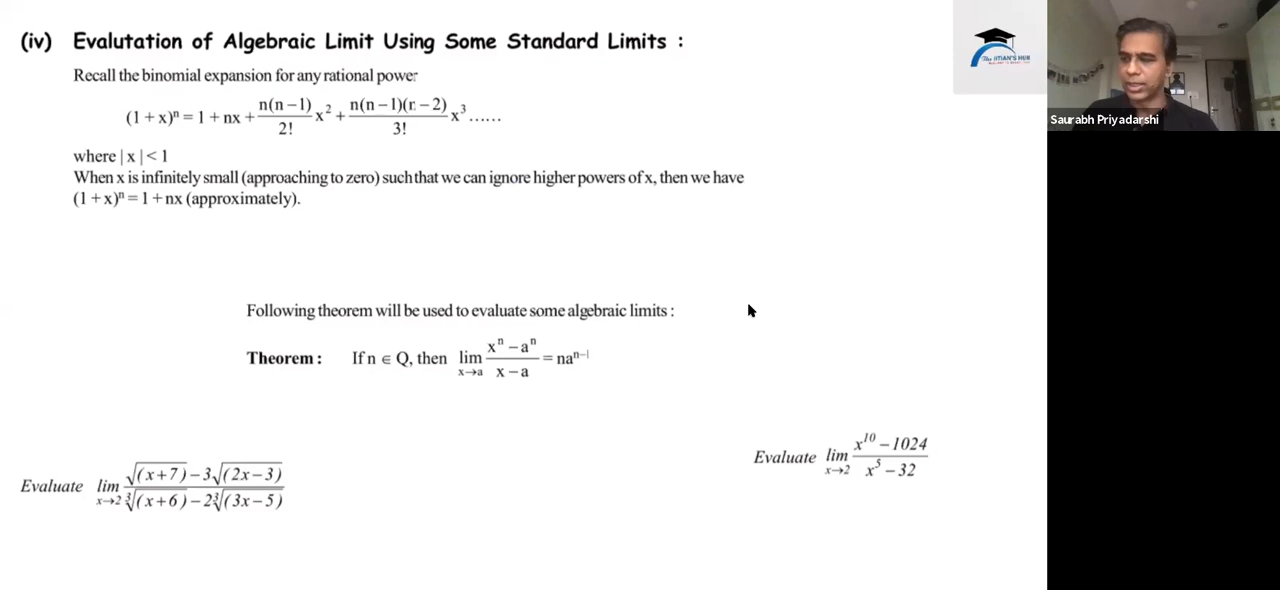 (iv) Evalutation of Algebraic Limit Using Some Standard Limits :
Recall the binomial expansion for any rational power
(1 + x)ⁿ = 1 + nx + n(n – 1)/2! x² + n(n – 1)(n – 2)/3! x³ ......
where | x | < 1
When x is infinitely small (approaching to zero) such that we can ignore higher powers of x, then we have
(1 + x)ⁿ = 1 + nx (approximately).
Following theorem will be used to evaluate some algebraic limits :
Theorem : If n ∈ Q, then lim x→a (xⁿ – aⁿ)/(x – a) = naⁿ⁻¹
Evaluate lim x→2 (√(x+7) – 3√(2x–3))/(∛(x+6) – 2∛(3x–5))
Evaluate lim x→2 (x¹⁰ – 1024)/(x⁵ – 32)
The IITIAN'S HUB
Saurabh Priyadarshi